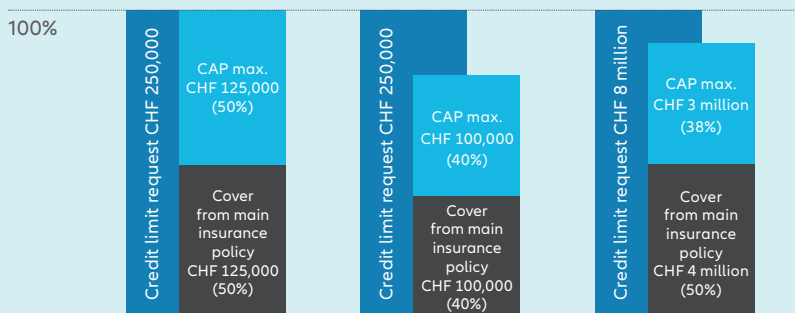 100%
Credit limit request CHF 250,000
CAP max.
CHF 125,000
(50%)
Cover
from main
insurance
policy
CHF 125,000
(50%)
Credit limit request CHF 250,000
CAP max.
CHF 100,000
(40%)
Cover
from main
insurance
policy
CHF 100,000
(40%)
Credit limit request CHF 8 million
CAP max.
CHF 3 million
(38%)
Cover
from main
insurance
policy
CHF 4 million
(50%)